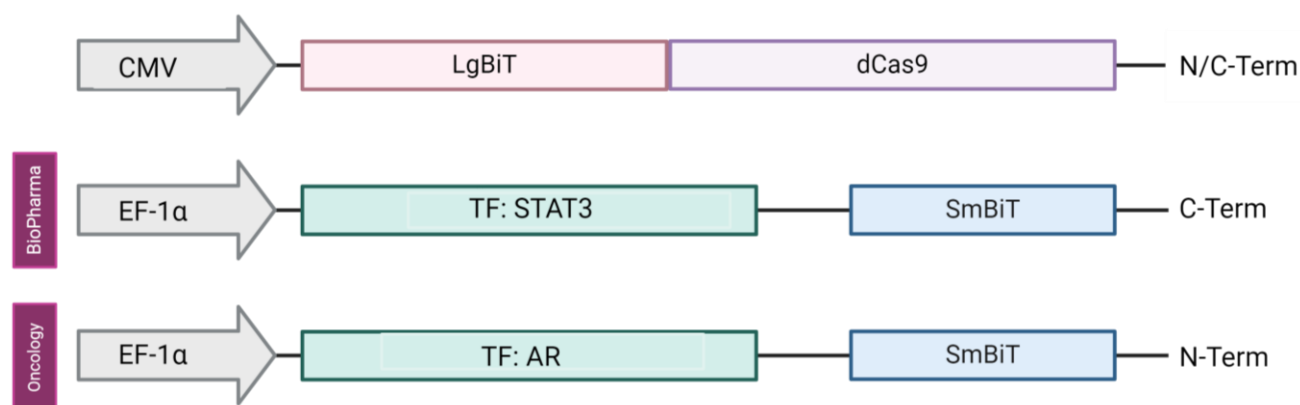 CMV
LgBiT
dCas9
N/C-Term
BioPharma
EF-1α
TF: STAT3
SmBiT
C-Term
Oncology
EF-1α
TF: AR
SmBiT
N-Term